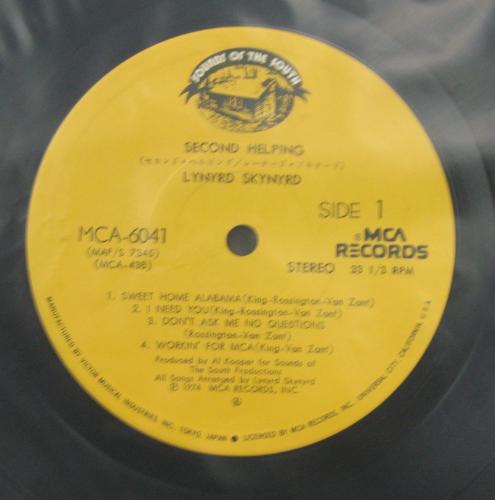 SOUNDS OF THE SOUTH
SECOND HELPING
(セカンド・ヘルピング/レーナード・スキナード)
LYNYRD SKYNYRD
SIDE 1
MCA-6041
(MAF/S 7345)
(MCA-438)
MCA
RECORDS
STEREO 33 1/3 RPM
1. SWEET HOME ALABAMA(King-Rossington-Van Zant)
2. I NEED YOU(King-Rossington-Van Zant)
3. DON'T ASK ME NO QUESTIONS
(Rossington-Van Zant)
4. WORKIN' FOR MCA(King-Van Zant)
Produced by Al Kooper for Sounds of
The South Productions
All Songs Arranged by Lynyrd Skynyrd
Ⓟ 1974 MCA RECORDS, INC.
MANUFACTURED BY VICTOR MUSICAL INDUSTRIES, INC. TOKYO, JAPAN ● LICENSED BY MCA RECORDS, INC. UNIVERSAL CITY, CALIFORNIA, U.S.A.